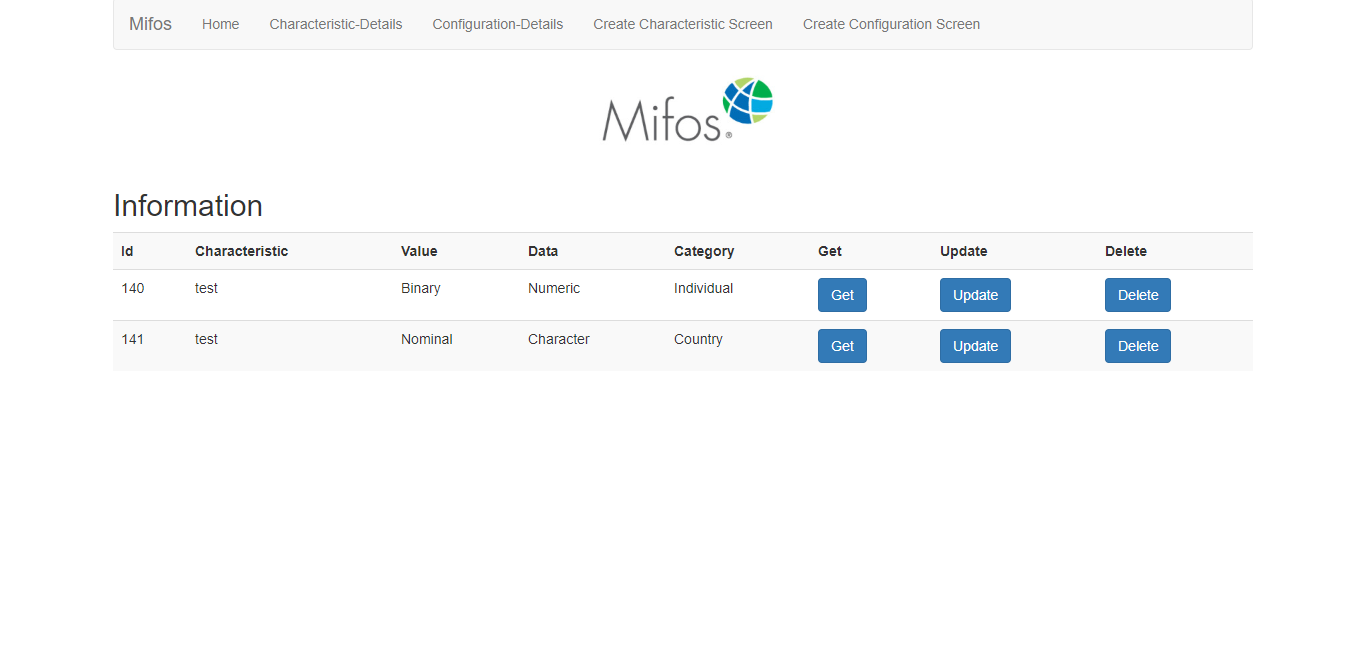 Mifos Home Characteristic-Details Configuration-Details Create Characteristic Screen Create Configuration Screen
Mifos®
Information
Id Characteristic Value Data Category Get Update Delete
140 test Binary Numeric Individual Get Update Delete
141 test Nominal Character Country Get Update Delete